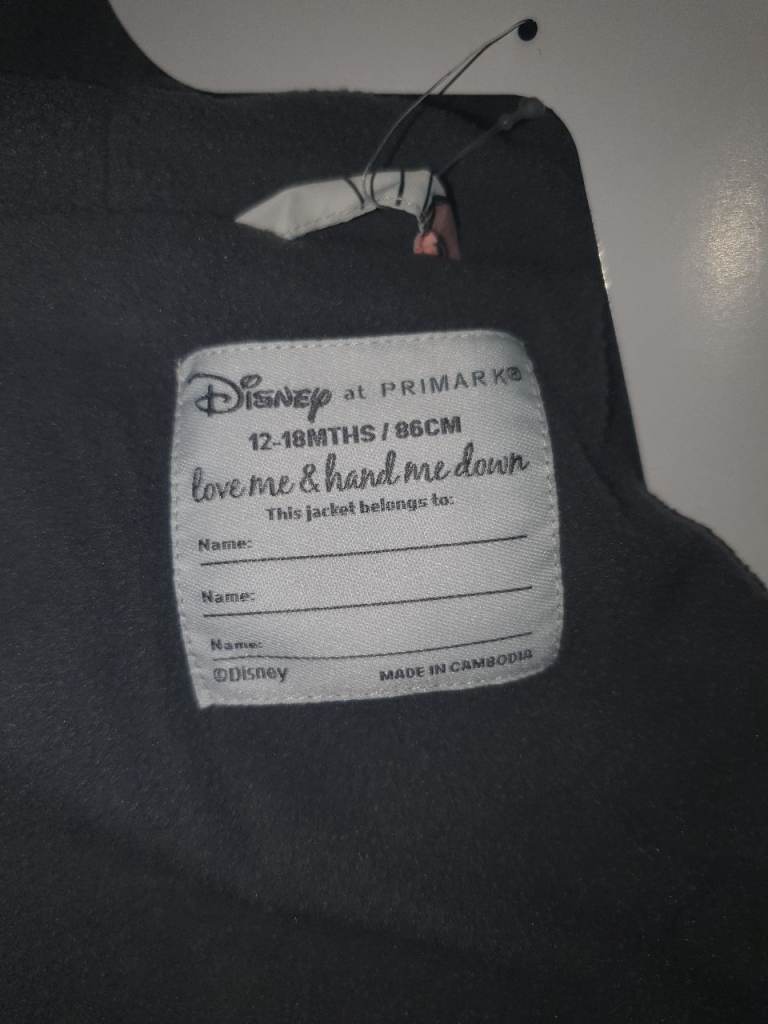 Disney at PRIMARK®
12-18MTHS / 86CM
love me & hand me down
This jacket belongs to:
Name:
Name:
Name:
©Disney MADE IN CAMBODIA